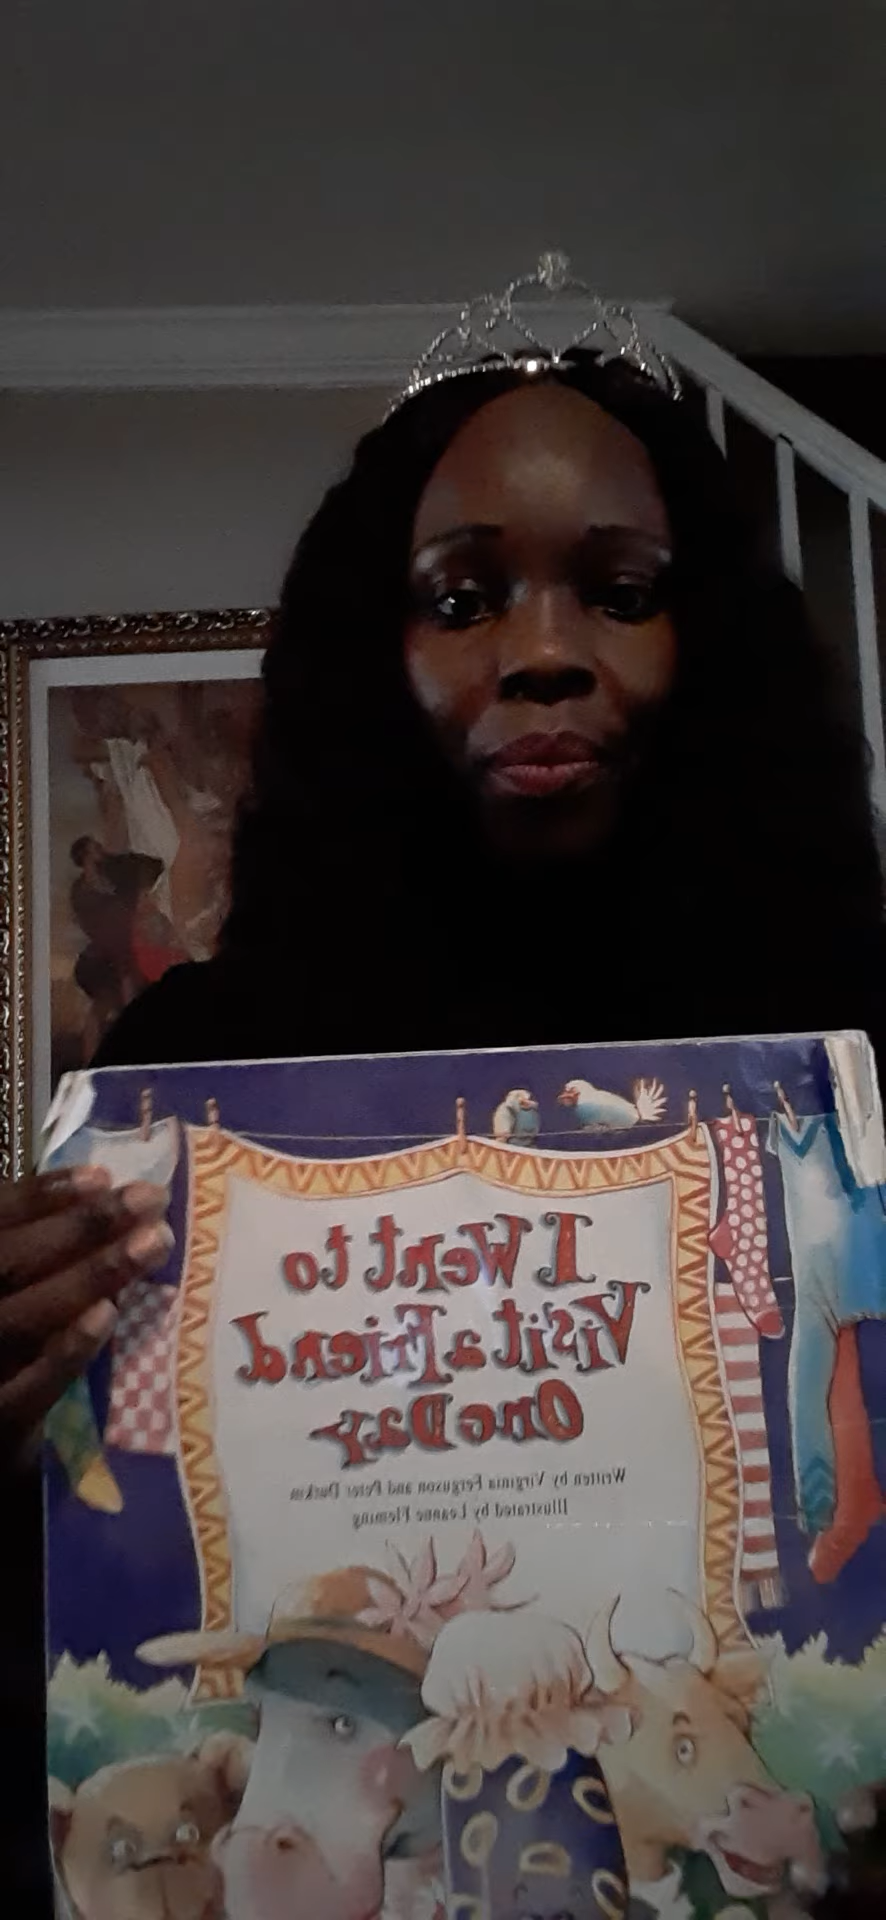 I Went to
Visit a Friend
One Day
Written by Virginia Ferguson and Peter Durkin
Illustrated by Leanne Fleming